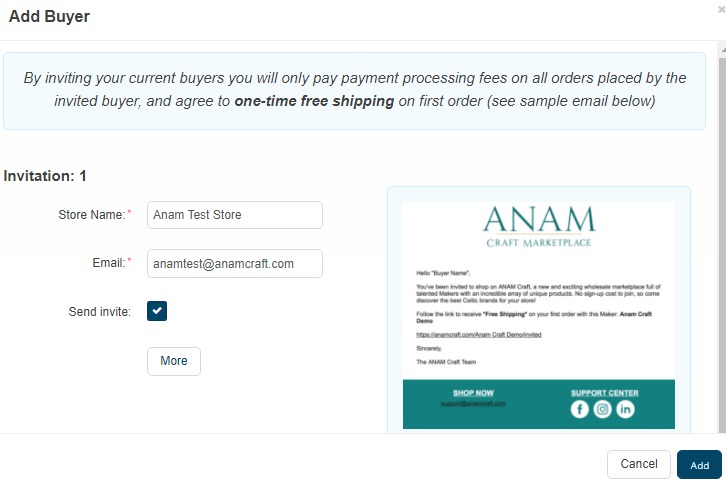 Add Buyer
By inviting your current buyers you will only pay payment processing fees on all orders placed by the
invited buyer, and agree to one-time free shipping on first order (see sample email below)
Invitation: 1
Store Name:*
Anam Test Store
Email:*
anamtest@anamcraft.com
Send invite:
More
ANAM
CRAFT MARKETPLACE
Hello "Buyer Name",
You've been invited to shop on ANAM Craft, a new and exciting wholesale marketplace full of
talented Makers with an incredible array of unique products. No sign-up cost to join, so come
discover the best Celtic brands for your store!
Follow the link to receive "Free Shipping" on your first order with this Maker: Anam Craft
Demo
https://anamcraft.com/Anam Craft Demo/invited
Sincerely,
The ANAM Craft Team
SHOP NOW
support@anamcraft.com
SUPPORT CENTER
Cancel
Add